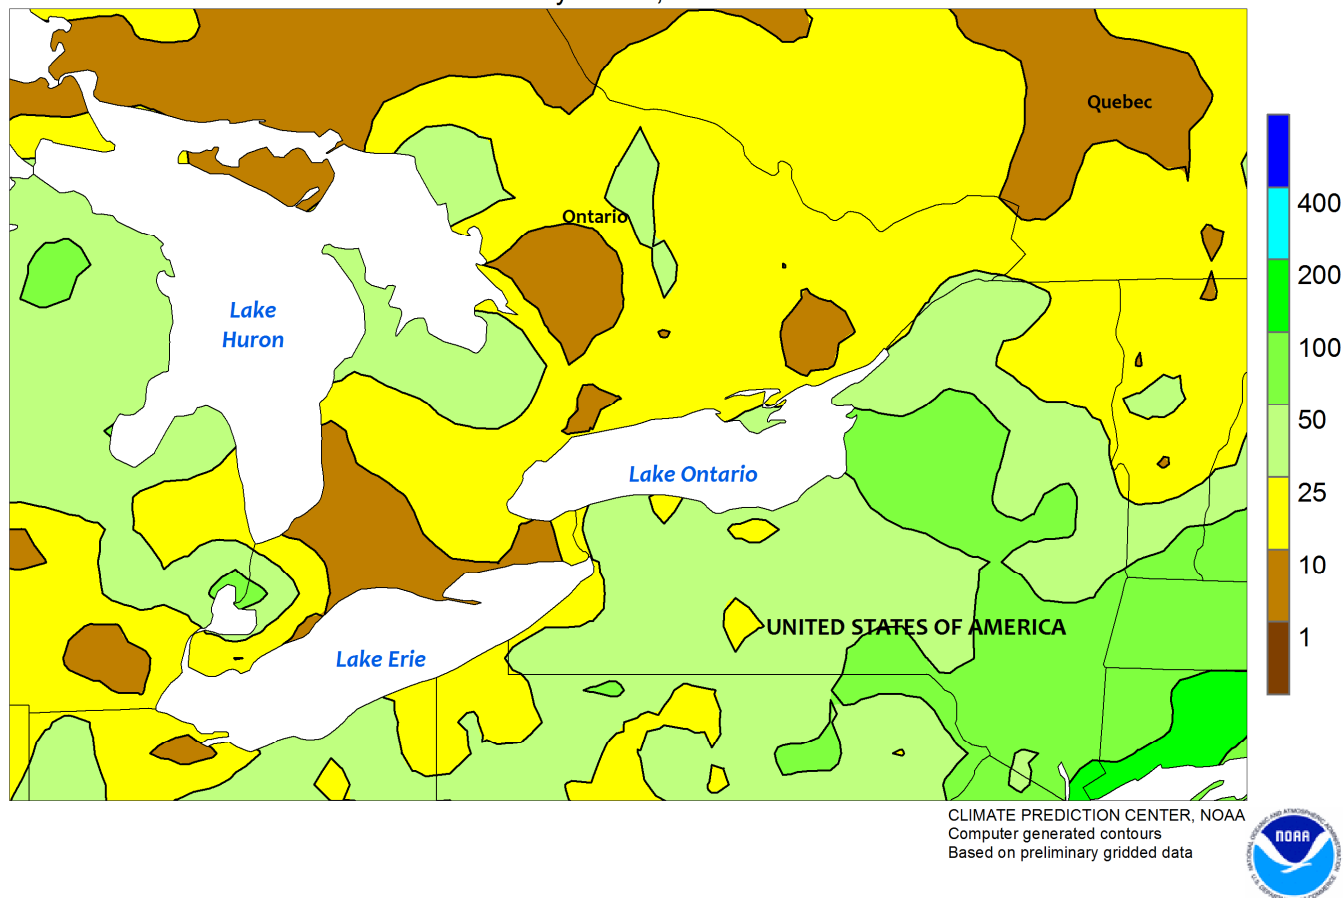 Quebec
Ontario
Lake
Huron
Lake Ontario
UNITED STATES OF AMERICA
Lake Erie
400
200
100
50
25
10
1
CLIMATE PREDICTION CENTER, NOAA
Computer generated contours
Based on preliminary gridded data
NOAA